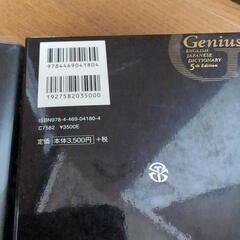 Genius
ENGLISH
JAPANESE
DICTIONARY
5th Edition
9784469041804
1927582035000
ISBN978-4-469-04180-4
C7582 ¥3500E
定価 本体3,500円 +税